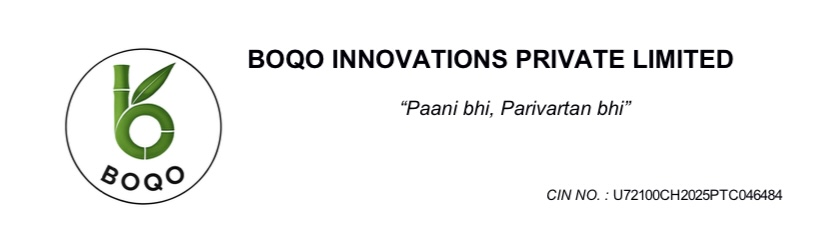 BOQO INNOVATIONS PRIVATE LIMITED
“Paani bhi, Parivartan bhi”
BOQO
CIN NO. : U72100CH2025PTC046484